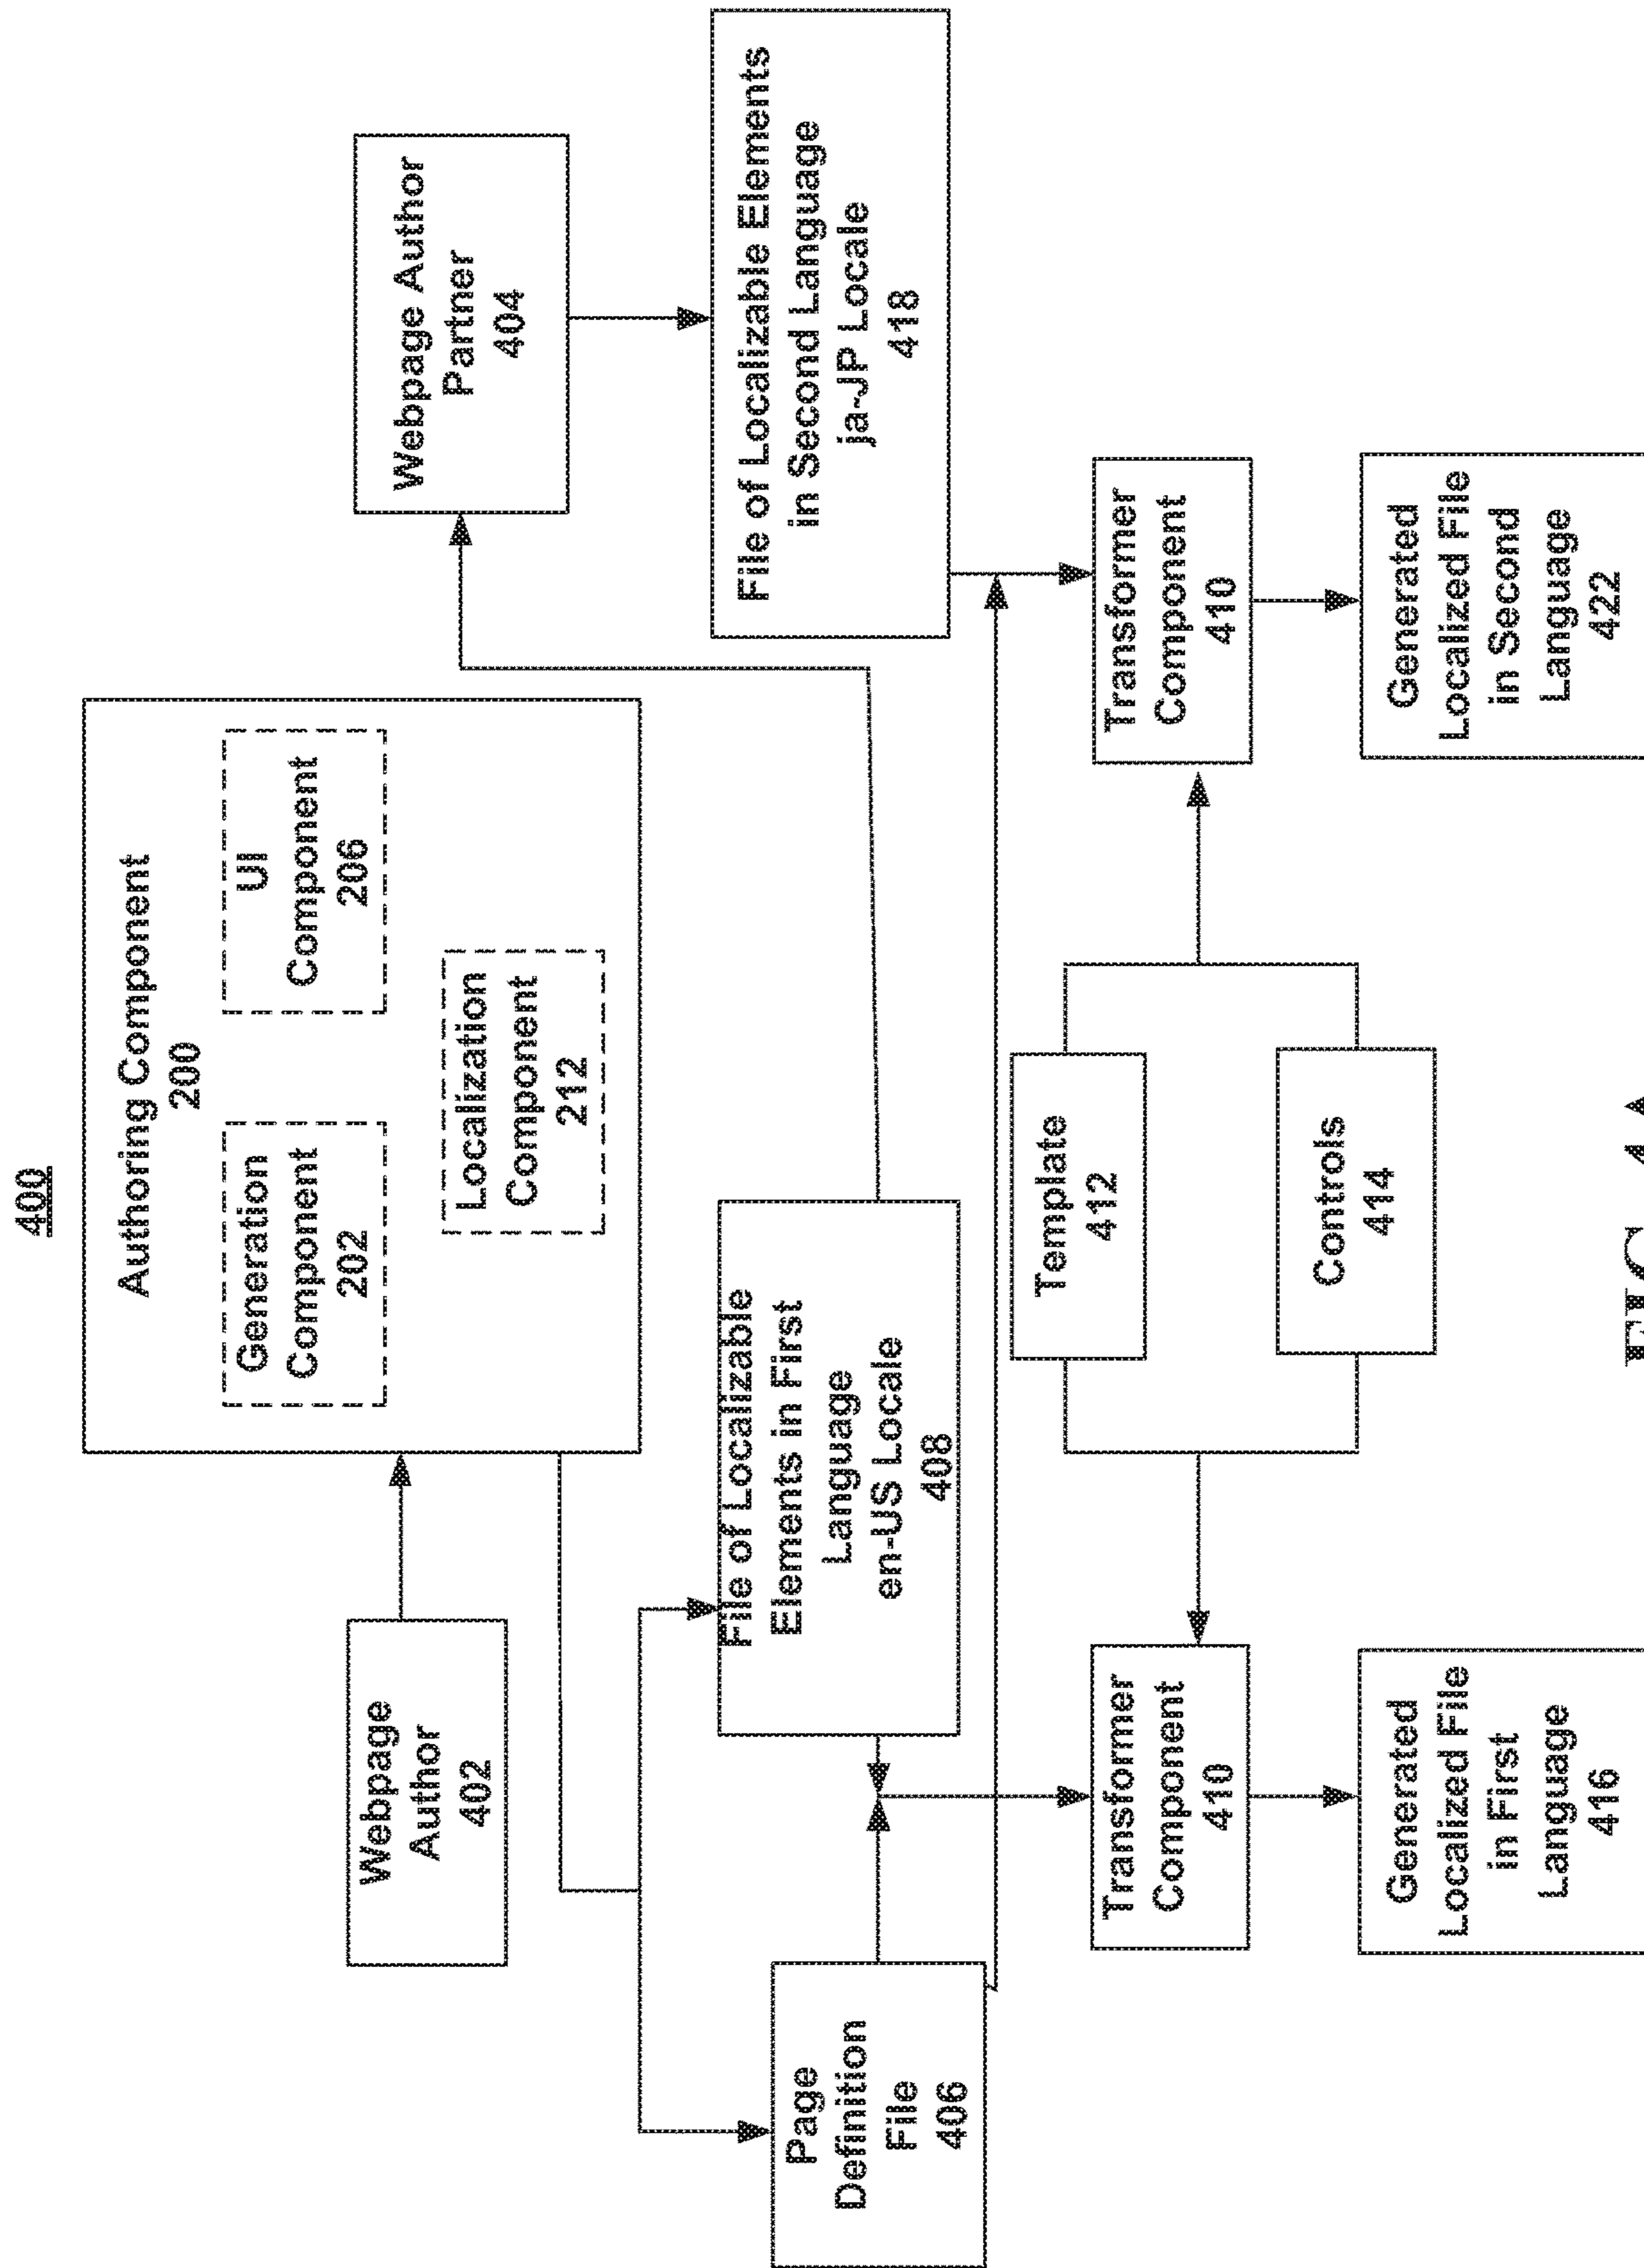 400
Authoring Component
200
Generation
Component
202
UI
Component
206
Localization
Component
212
Webpage
Author
402
Webpage Author
Partner
404
Page
Definition
File
406
File of Localizable
Elements in First
Language
en-US Locale
408
File of Localizable Elements
in Second Language
ja-JP Locale
418
Transformer
Component
410
Template
412
Controls
414
Transformer
Component
410
Generated
Localized File
in First
Language
416
Generated
Localized File
in Second
Language
422